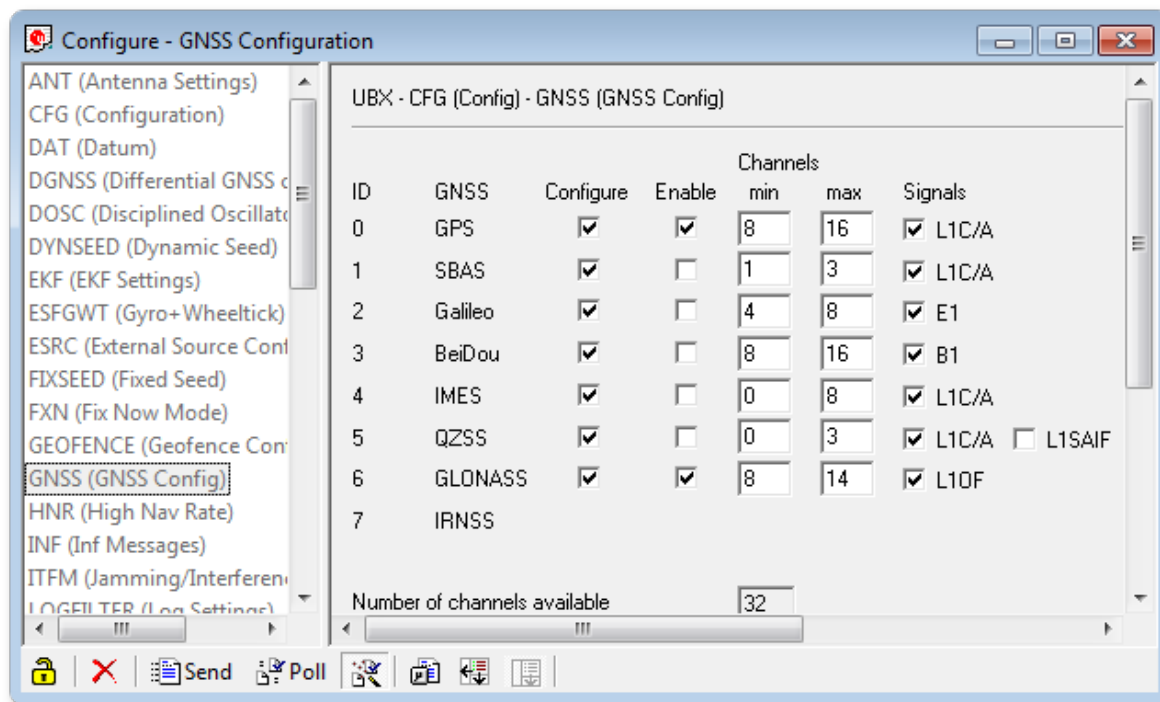 Configure - GNSS Configuration
ANT (Antenna Settings)
CFG (Configuration)
DAT (Datum)
DGNSS (Differential GNSS c
DOSC (Disciplined Oscillato
DYNSEED (Dynamic Seed)
EKF (EKF Settings)
ESFGWT (Gyro+Wheeltick)
ESRC (External Source Conf
FIXSEED (Fixed Seed)
FXN (Fix Now Mode)
GEOFENCE (Geofence Con
GNSS (GNSS Config)
HNR (High Nav Rate)
INF (Inf Messages)
ITFM (Jamming/Interferen
LOGFILTER (Log Settings)
UBX - CFG (Config) - GNSS (GNSS Config)
Channels
ID GNSS Configure Enable min max Signals
0 GPS 8 16 L1C/A
1 SBAS 1 3 L1C/A
2 Galileo 4 8 E1
3 BeiDou 8 16 B1
4 IMES 0 8 L1C/A
5 QZSS 0 3 L1C/A L1SAIF
6 GLONASS 8 14 L1OF
7 IRNSS
Number of channels available 32
Send Poll